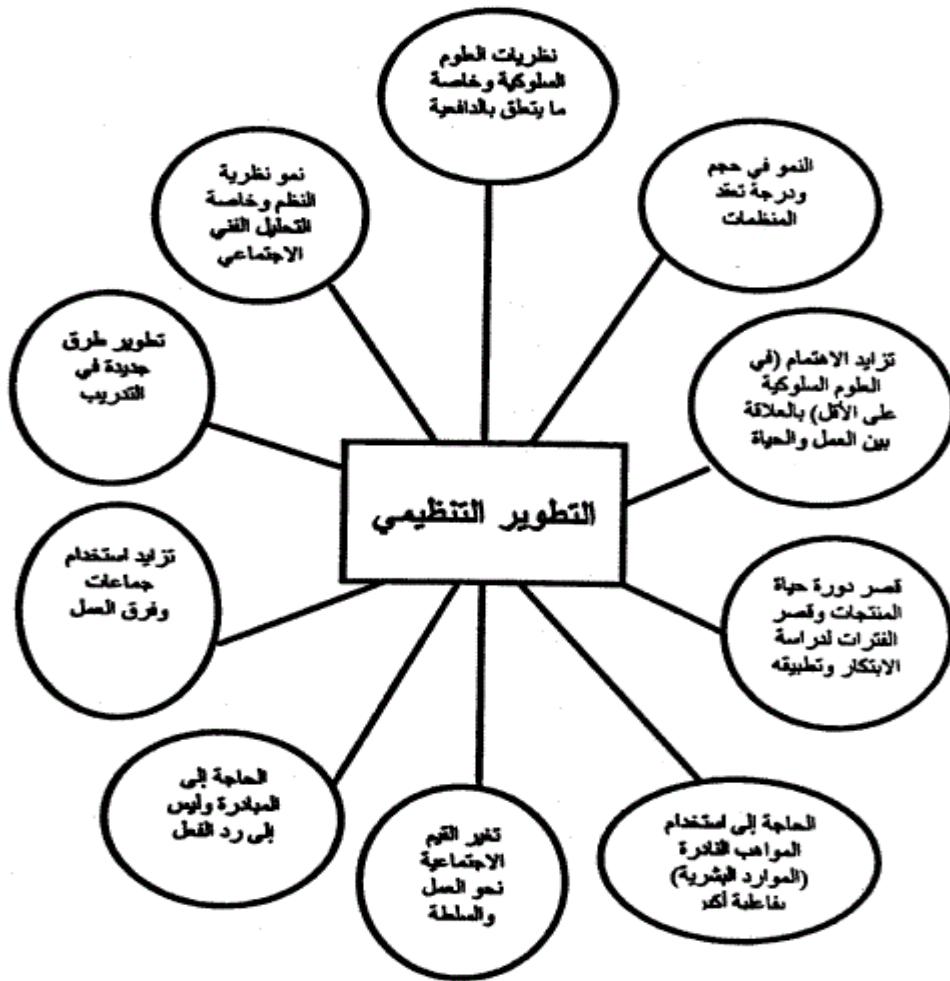 نظريات العلوم
السلوكية وخاصة
ما يتعلق بالدافعية
النمو في حجم
ودرجة تعقد
المنظمات
تزايد الاهتمام (في
العلوم السلوكية
على الأقل) بالعلاقة
بين العمل والحياة
قصر دورة حياة
المنتجات وقصر
الفترات لدراسة
الابتكار وتطبيقه
الحاجة إلى استخدام
المواهب القادرة
(الموارد البشرية)
بفاعلية أكبر
تغير القيم
الاجتماعية
نحو العمل
والسلطة
الحاجة إلى
المبادرة وليس
إلى رد الفعل
تزايد استخدام
جماعات
وفرق العمل
تطوير طرق
جديدة في
التدريب
نمو نظرية
النظم وخاصة
التحليل الفني
الاجتماعي
التطوير التنظيمي